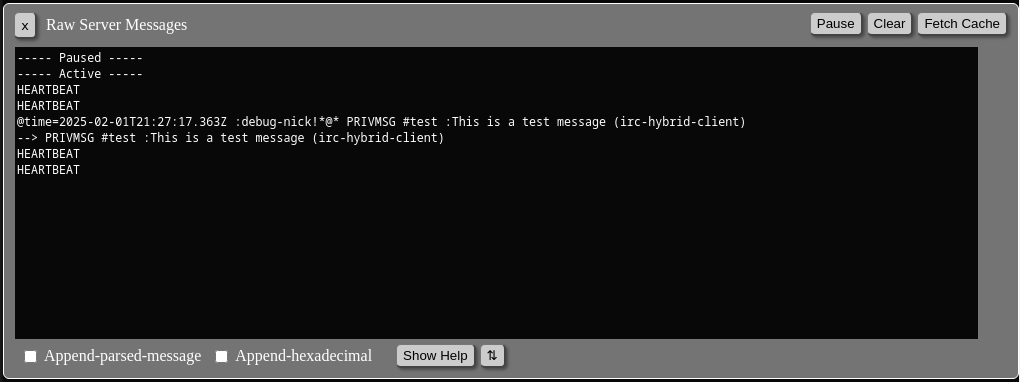 x Raw Server Messages Pause Clear Fetch Cache
----- Paused -----
----- Active -----
HEARTBEAT
HEARTBEAT
@time=2025-02-01T21:27:17.363Z :debug-nick!*@* PRIVMSG #test :This is a test message (irc-hybrid-client)
--> PRIVMSG #test :This is a test message (irc-hybrid-client)
HEARTBEAT
HEARTBEAT
Append-parsed-message Append-hexadecimal Show Help ⇅